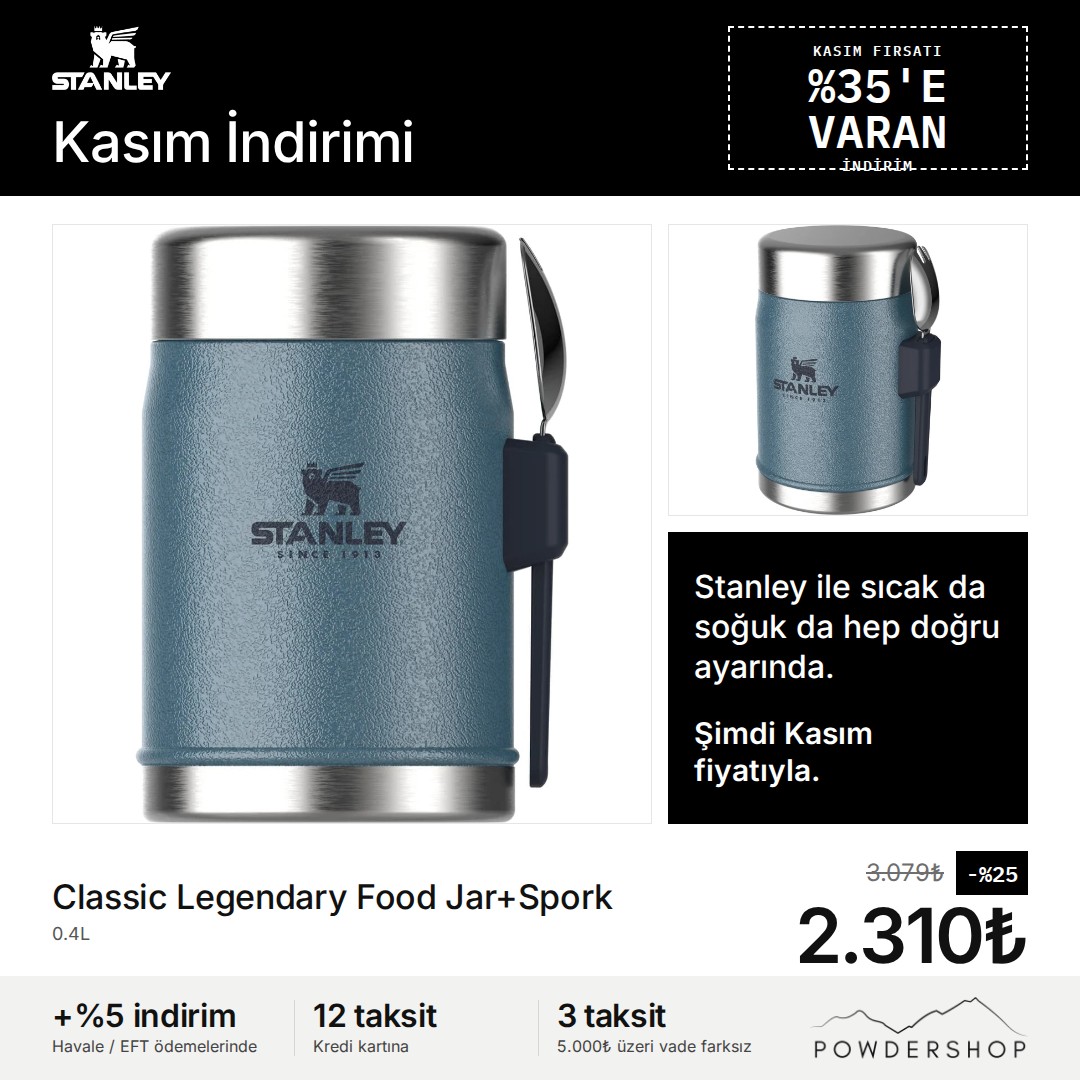 STANLEY
Kasım İndirimi
KASIM FIRSATI
%35'E
VARAN
İNDİRİM
STANLEY
SINCE 1913
STANLEY
SINCE 1913
Stanley ile sıcak da
soğuk da hep doğru
ayarında.
Şimdi Kasım
fiyatıyla.
Classic Legendary Food Jar+Spork
0.4L
3.079₺
-%25
2.310₺
+%5 indirim
Havale / EFT ödemelerinde
12 taksit
Kredi kartına
3 taksit
5.000₺ üzeri vade farksız
POWDERSHOP